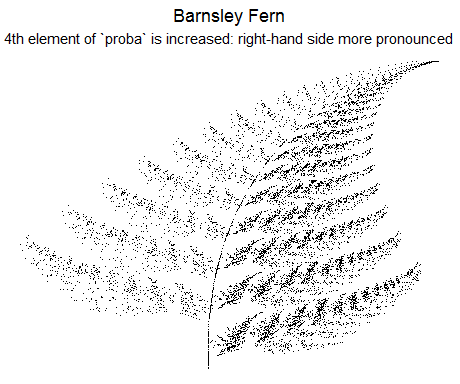 Barnsley Fern
4th element of `proba` is increased: right-hand side more pronounced